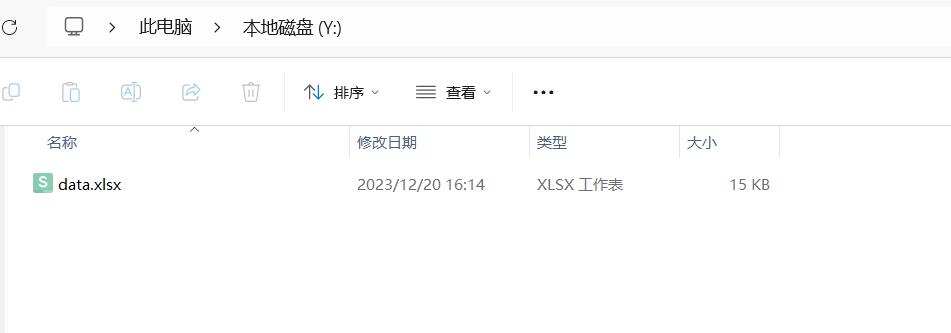 此电脑 本地磁盘 (Y:)
排序 查看
名称 修改日期 类型 大小
data.xlsx 2023/12/20 16:14 XLSX 工作表 15 KB